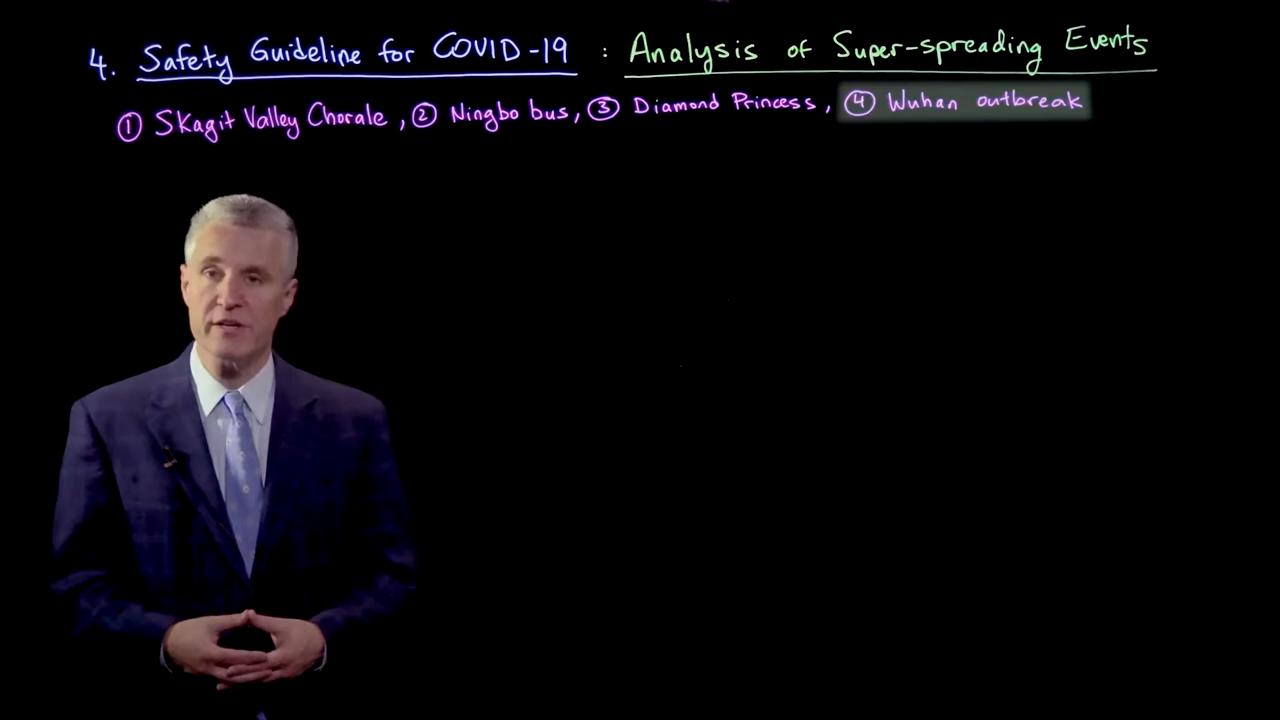 4. Safety Guideline for COVID-19 : Analysis of Super-spreading Events
① Skagit Valley Chorale, ② Ningbo bus, ③ Diamond Princess, ④ Wuhan outbreak